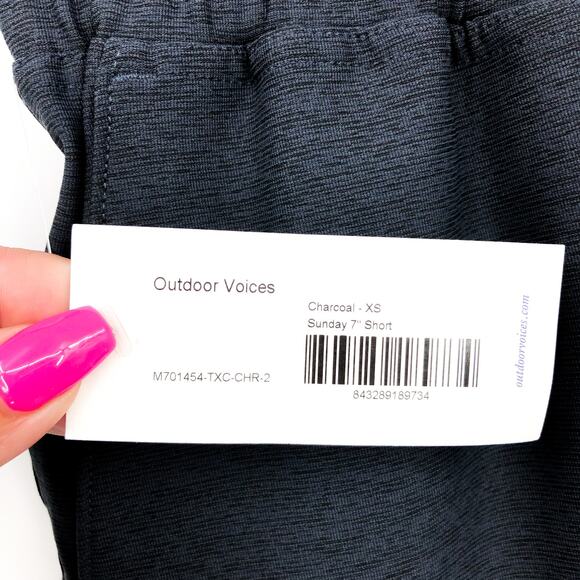 Outdoor Voices
Charcoal - XS
Sunday 7" Short
M701454-TXC-CHR-2
843289189734
outdoorvoices.com